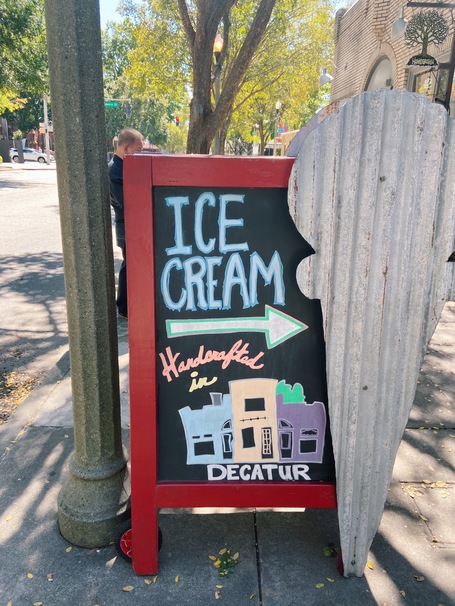 ICE
CREAM
Handcrafted
in
DECATUR